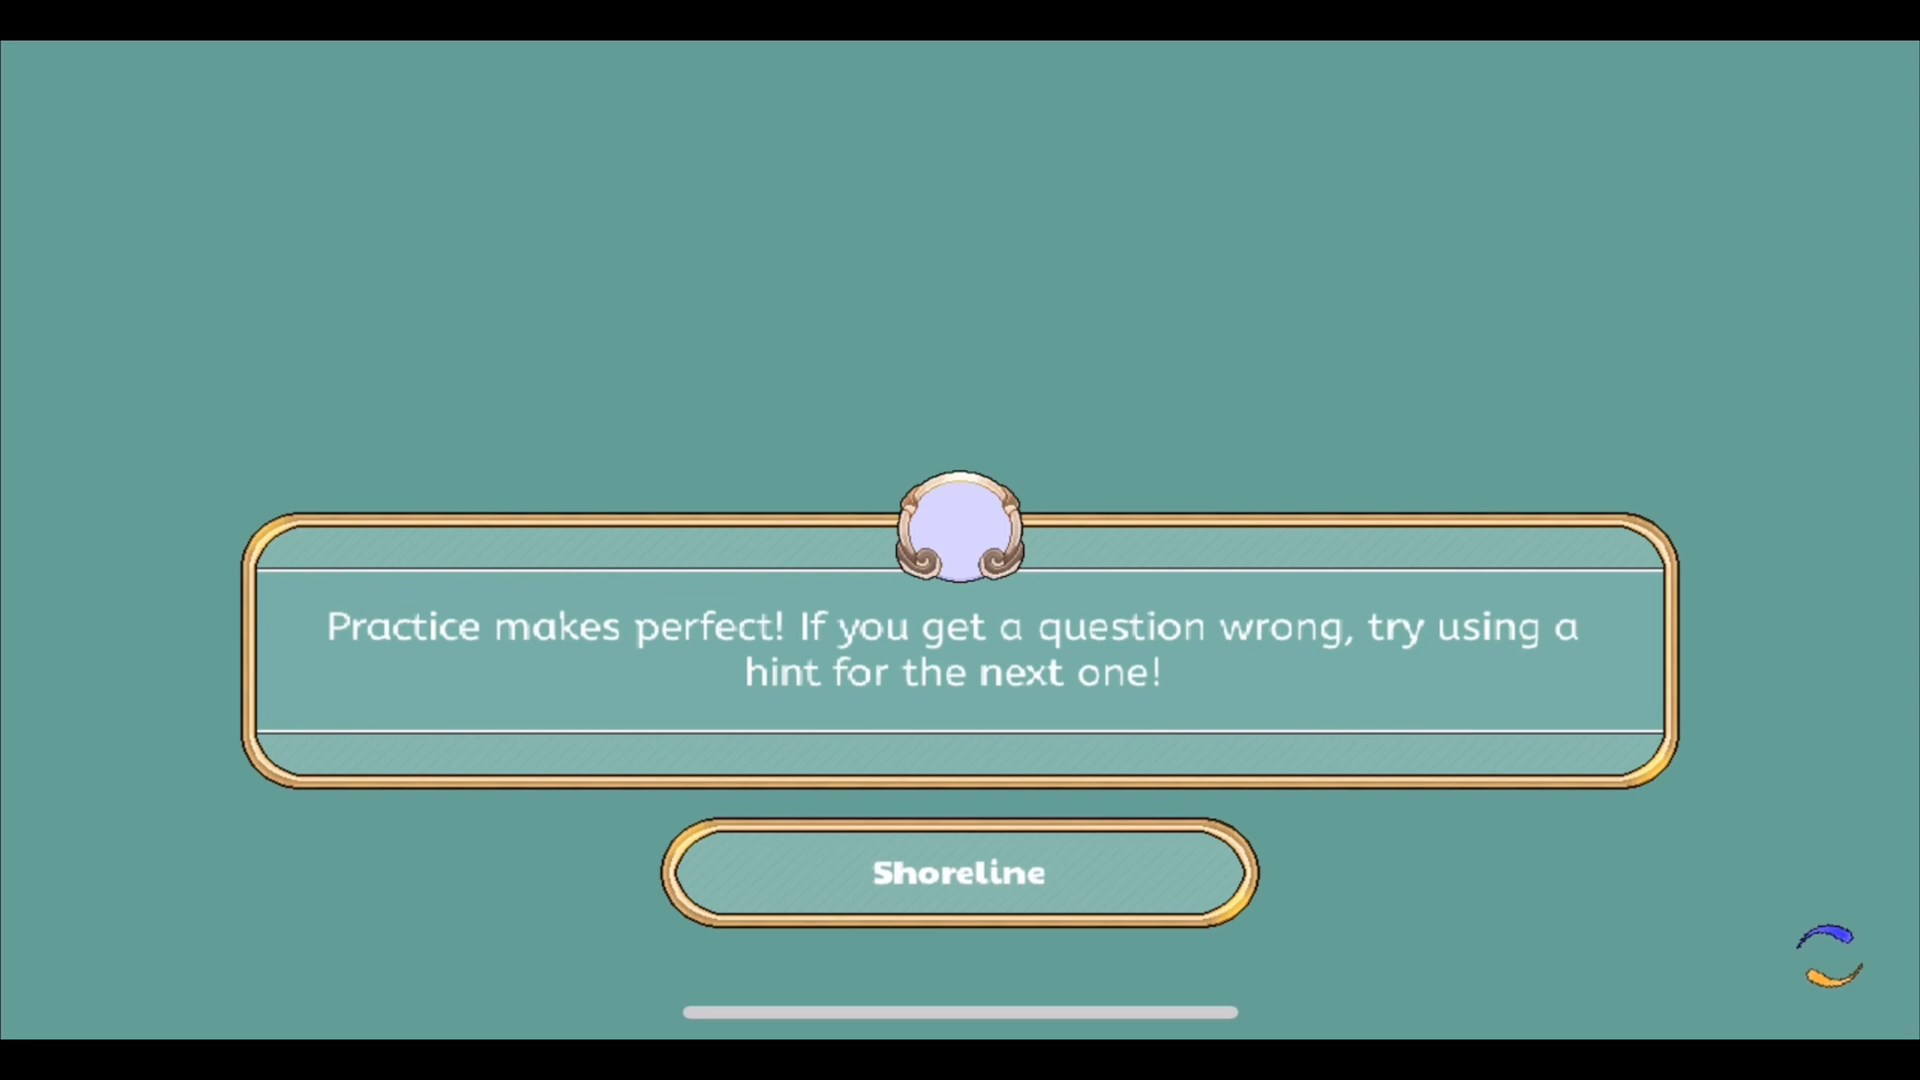 Practice makes perfect! If you get a question wrong, try using a
hint for the next one!
Shoreline